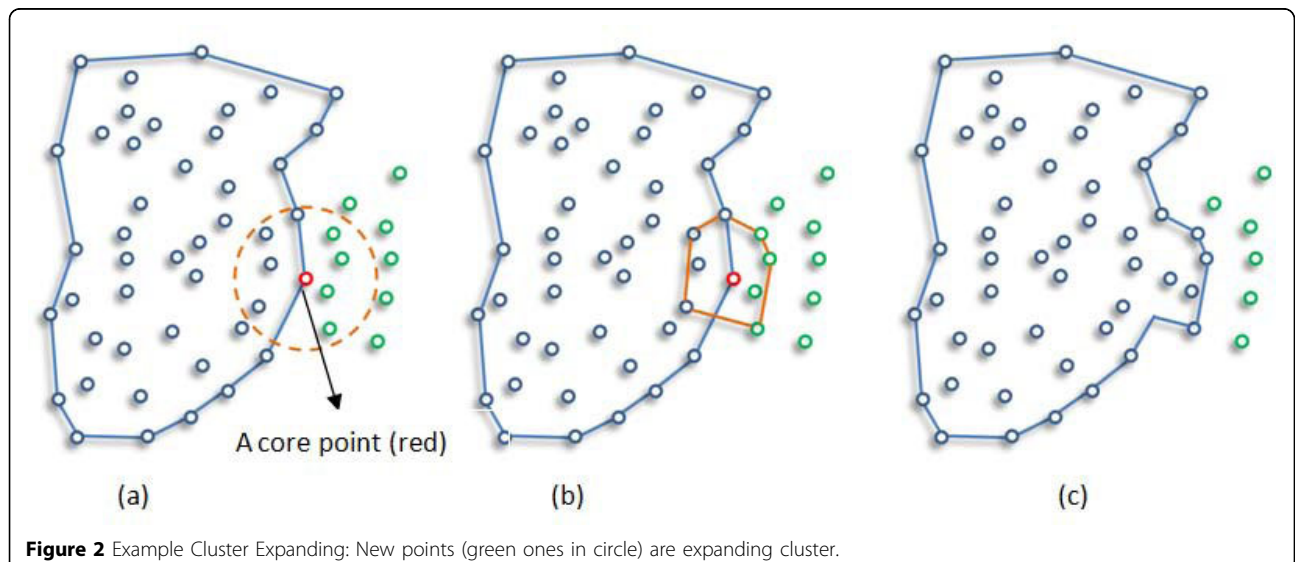 A core point (red)
(a)
(b)
(c)
Figure 2 Example Cluster Expanding: New points (green ones in circle) are expanding cluster.